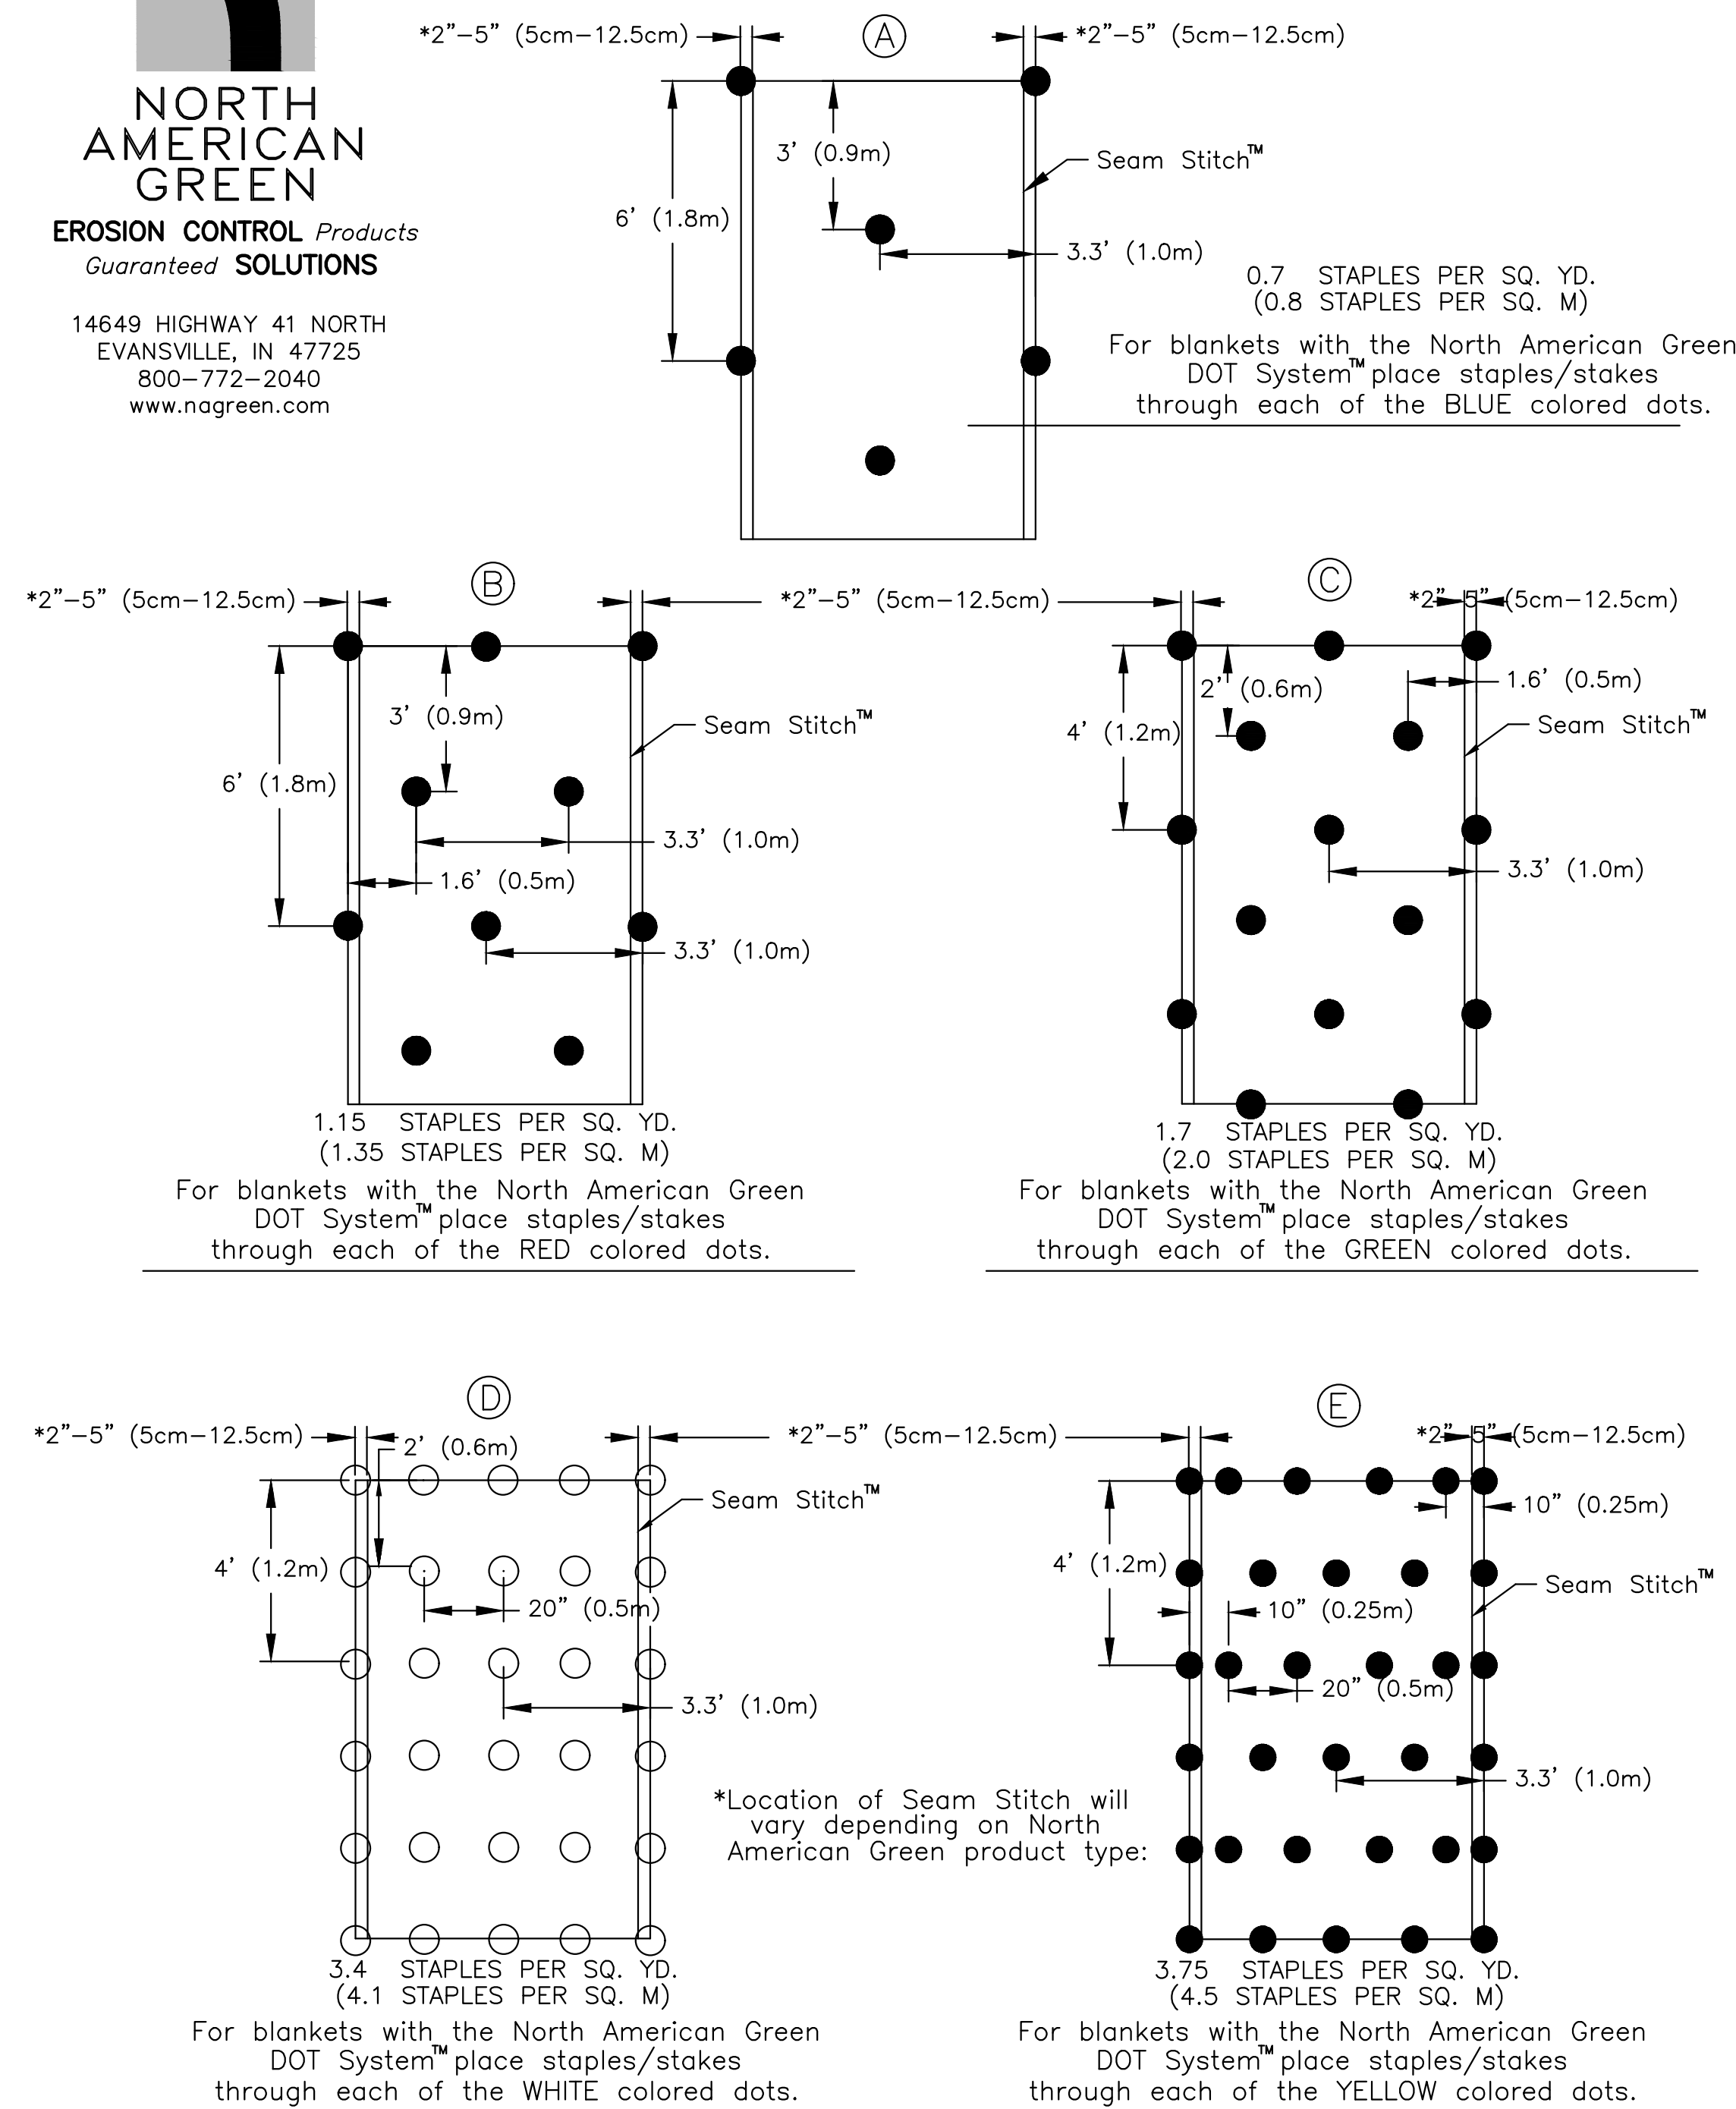 NORTH
AMERICAN
GREEN
EROSION CONTROL Products
Guaranteed SOLUTIONS
14649 HIGHWAY 41 NORTH
EVANSVILLE, IN 47725
800-772-2040
www.nagreen.com
*2"-5" (5cm-12.5cm)
A
*2"-5" (5cm-12.5cm)
3' (0.9m)
Seam Stitch™
6' (1.8m)
3.3' (1.0m)
0.7 STAPLES PER SQ. YD.
(0.8 STAPLES PER SQ. M)
For blankets with the North American Green
DOT System™ place staples/stakes
through each of the BLUE colored dots.
B
*2"-5" (5cm-12.5cm)
*2"-5" (5cm-12.5cm)
3' (0.9m)
Seam Stitch™
6' (1.8m)
3.3' (1.0m)
1.6' (0.5m)
3.3' (1.0m)
1.15 STAPLES PER SQ. YD.
(1.35 STAPLES PER SQ. M)
For blankets with the North American Green
DOT System™ place staples/stakes
through each of the RED colored dots.
C
*2"-5" (5cm-12.5cm)
2' (0.6m)
1.6' (0.5m)
4' (1.2m)
Seam Stitch™
3.3' (1.0m)
1.7 STAPLES PER SQ. YD.
(2.0 STAPLES PER SQ. M)
For blankets with the North American Green
DOT System™ place staples/stakes
through each of the GREEN colored dots.
D
*2"-5" (5cm-12.5cm)
2' (0.6m)
*2"-5" (5cm-12.5cm)
Seam Stitch™
4' (1.2m)
20" (0.5m)
3.3' (1.0m)
3.4 STAPLES PER SQ. YD.
(4.1 STAPLES PER SQ. M)
For blankets with the North American Green
DOT System™ place staples/stakes
through each of the WHITE colored dots.
*Location of Seam Stitch will
vary depending on North
American Green product type:
E
*2"-5" (5cm-12.5cm)
10" (0.25m)
4' (1.2m)
Seam Stitch™
10" (0.25m)
20" (0.5m)
3.3' (1.0m)
3.75 STAPLES PER SQ. YD.
(4.5 STAPLES PER SQ. M)
For blankets with the North American Green
DOT System™ place staples/stakes
through each of the YELLOW colored dots.